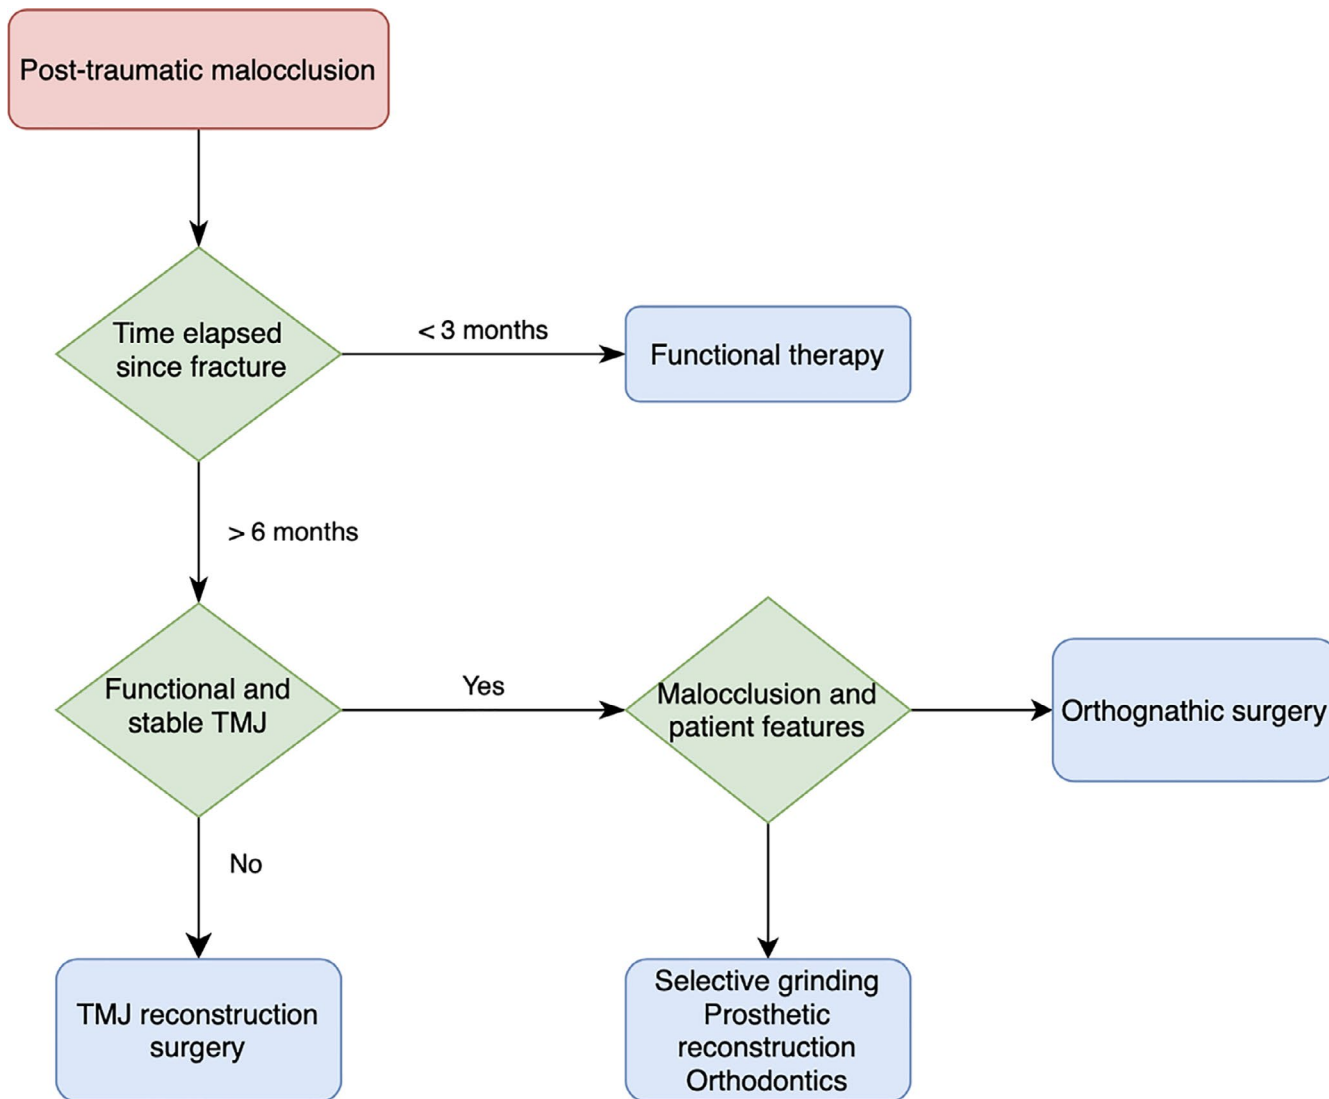 Post-traumatic malocclusion
Time elapsed
since fracture
< 3 months
Functional therapy
> 6 months
Functional and
stable TMJ
Yes
Malocclusion and
patient features
Orthognathic surgery
No
TMJ reconstruction
surgery
Selective grinding
Prosthetic
reconstruction
Orthodontics